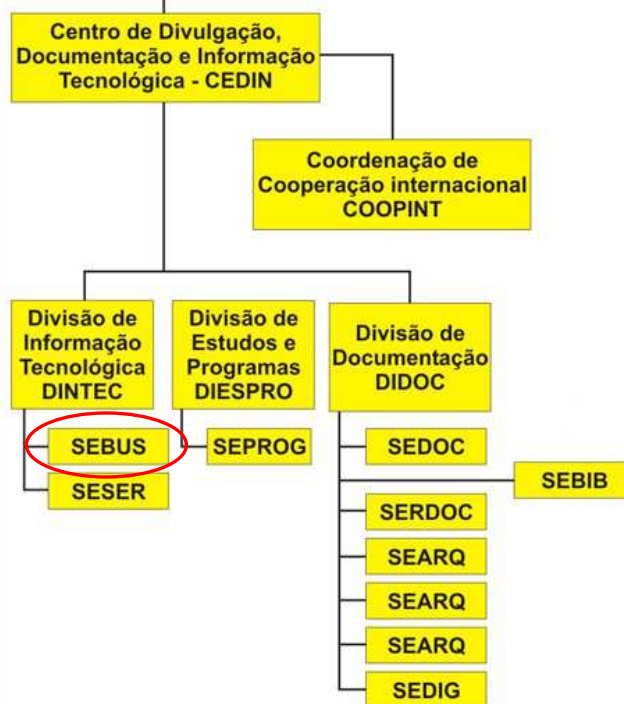 Centro de Divulgação,
Documentação e Informação
Tecnológica - CEDIN
Coordenação de
Cooperação internacional
COOPINT
Divisão de
Informação
Tecnológica
DINTEC
Divisão de
Estudos e
Programas
DIESPRO
Divisão de
Documentação
DIDOC
SEBUS
SESER
SEPROG
SEDOC
SEBIB
SERDOC
SEARQ
SEARQ
SEARQ
SEDIG